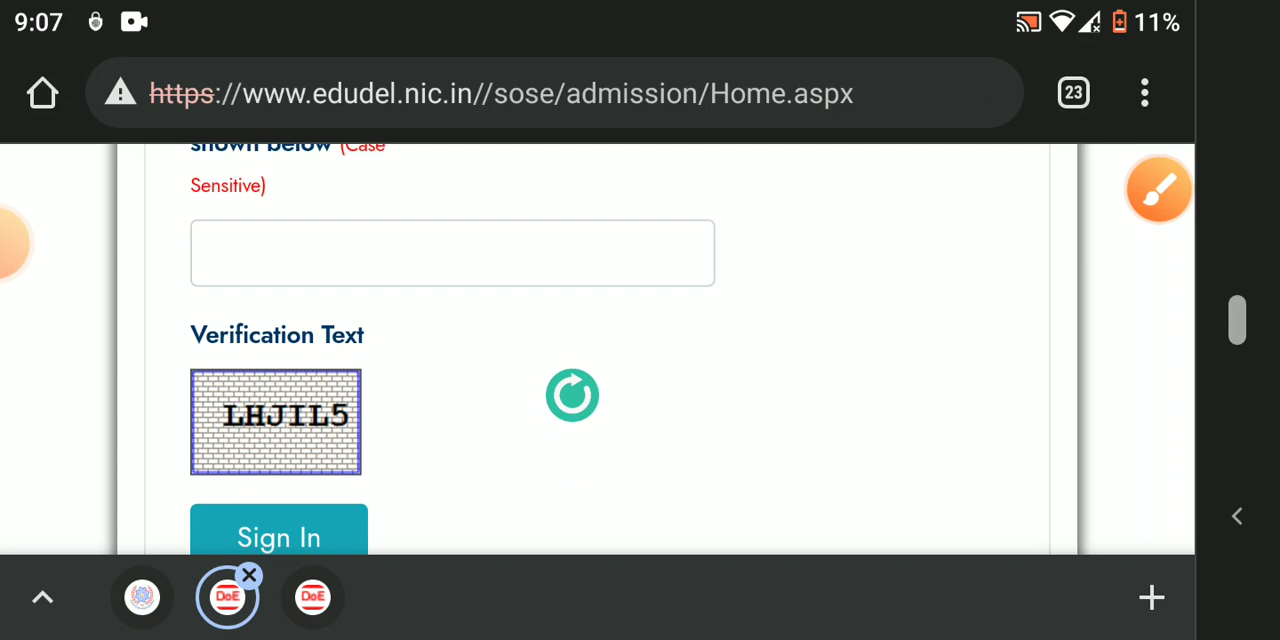 9:07 11%
https://www.edudel.nic.in//sose/admission/Home.aspx 23
shown below (Case
Sensitive)
Verification Text
LHJIL5
Sign In
DoE DoE